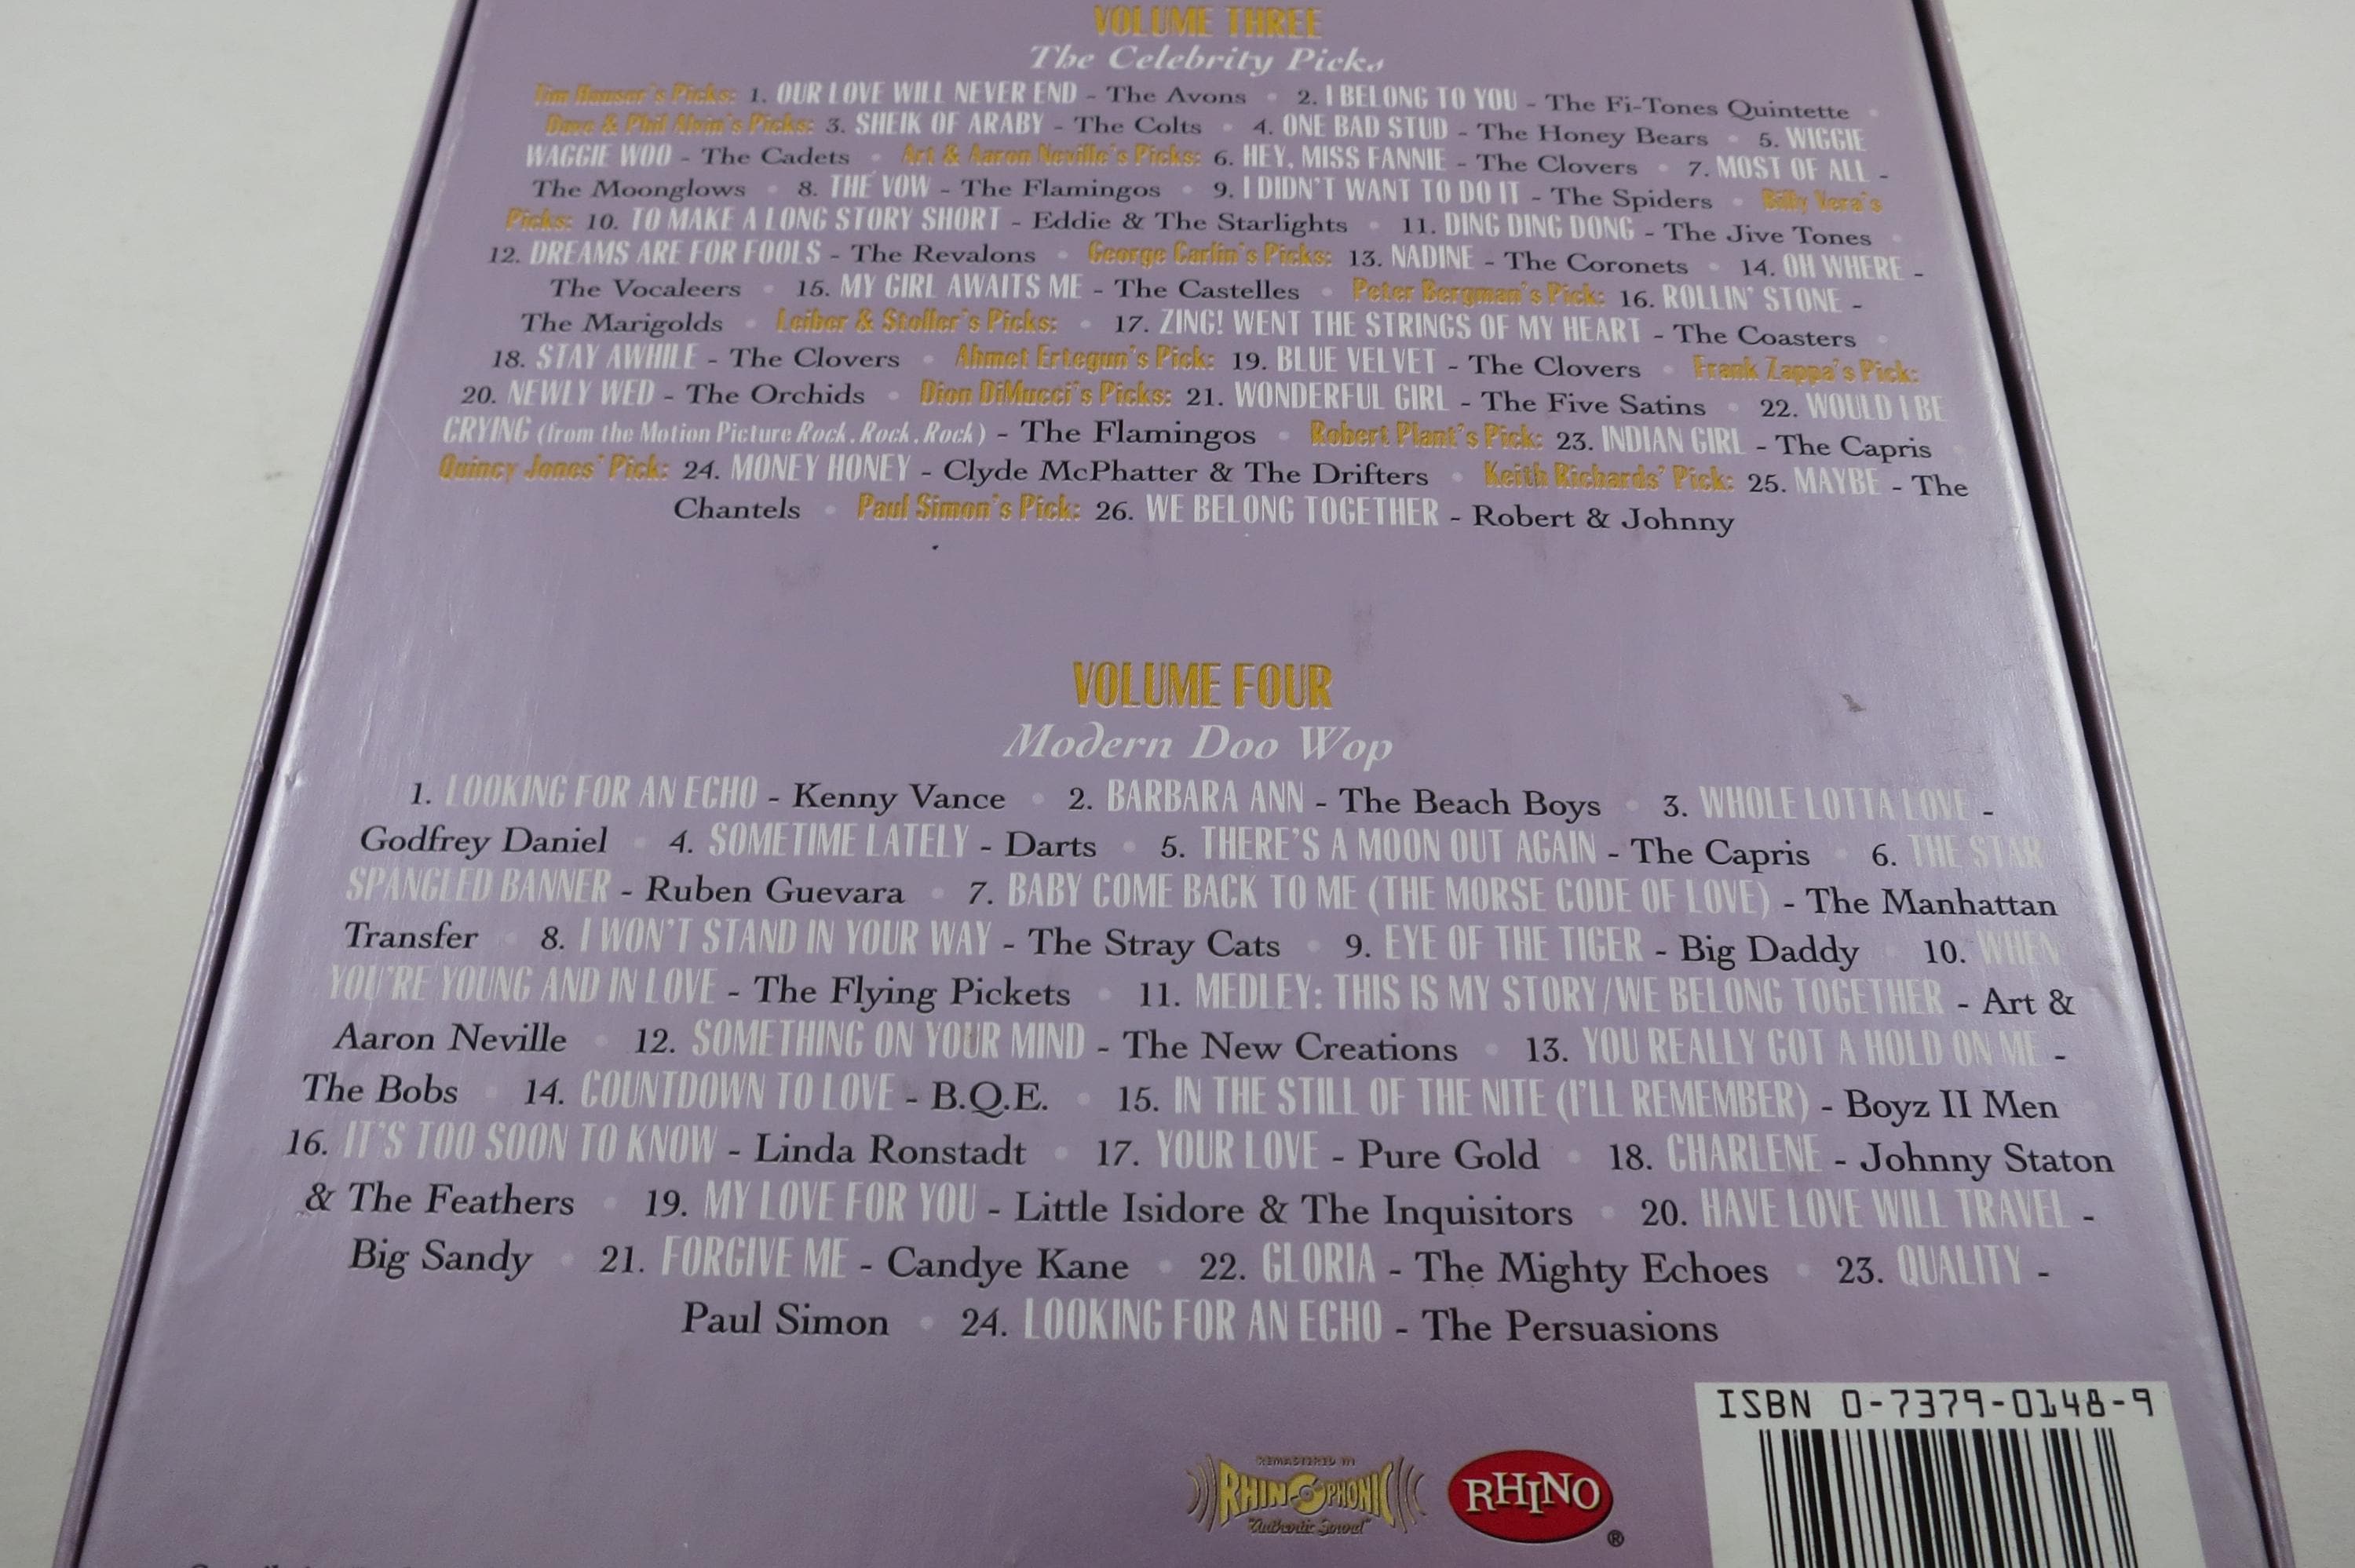 VOLUME THREE
The Celebrity Picks
Tim Hauser's Picks: 1. OUR LOVE WILL NEVER END - The Avons • 2. I BELONG TO YOU - The Fi-Tones Quintette •
Dave & Phil Alvin's Picks: 3. SHEIK OF ARABY - The Colts • 4. ONE BAD STUD - The Honey Bears • 5. WIGGIE
WAGGIE WOO - The Cadets • Art & Aaron Neville's Picks: 6. HEY, MISS FANNIE - The Clovers • 7. MOST OF ALL -
The Moonglows • 8. THE VOW - The Flamingos • 9. I DIDN'T WANT TO DO IT - The Spiders • Billy Vera's
Picks: 10. TO MAKE A LONG STORY SHORT - Eddie & The Starlights • 11. DING DING DONG - The Jive Tones •
12. DREAMS ARE FOR FOOLS - The Revalons • George Carlin's Picks: 13. NADINE - The Coronets • 14. OH WHERE -
The Vocaleers • 15. MY GIRL AWAITS ME - The Castelles • Peter Bergman's Pick: 16. ROLLIN' STONE -
The Marigolds • Leiber & Stoller's Picks: • 17. ZING! WENT THE STRINGS OF MY HEART - The Coasters •
18. STAY AWHILE - The Clovers • Ahmet Ertegun's Pick: 19. BLUE VELVET - The Clovers • Frank Zappa's Pick:
20. NEWLY WED - The Orchids • Dion DiMucci's Picks: 21. WONDERFUL GIRL - The Five Satins • 22. WOULD I BE
CRYING (from the Motion Picture Rock, Rock, Rock) - The Flamingos • Robert Plant's Pick: 23. INDIAN GIRL - The Capris •
Quincy Jones' Pick: 24. MONEY HONEY - Clyde McPhatter & The Drifters • Keith Richards' Pick: 25. MAYBE - The
Chantels • Paul Simon's Pick: 26. WE BELONG TOGETHER - Robert & Johnny
VOLUME FOUR
Modern Doo Wop
1. LOOKING FOR AN ECHO - Kenny Vance • 2. BARBARA ANN - The Beach Boys • 3. WHOLE LOTTA LOVE -
Godfrey Daniel • 4. SOMETIME LATELY - Darts • 5. THERE'S A MOON OUT AGAIN - The Capris • 6. THE STAR
SPANGLED BANNER - Ruben Guevara • 7. BABY COME BACK TO ME (THE MORSE CODE OF LOVE) - The Manhattan
Transfer • 8. I WON'T STAND IN YOUR WAY - The Stray Cats • 9. EYE OF THE TIGER - Big Daddy • 10. WHEN
YOU'RE YOUNG AND IN LOVE - The Flying Pickets • 11. MEDLEY: THIS IS MY STORY/WE BELONG TOGETHER - Art &
Aaron Neville • 12. SOMETHING ON YOUR MIND - The New Creations • 13. YOU REALLY GOT A HOLD ON ME -
The Bobs • 14. COUNTDOWN TO LOVE - B.Q.E. • 15. IN THE STILL OF THE NITE (I'LL REMEMBER) - Boyz II Men
16. IT'S TOO SOON TO KNOW - Linda Ronstadt • 17. YOUR LOVE - Pure Gold • 18. CHARLENE - Johnny Staton
& The Feathers • 19. MY LOVE FOR YOU - Little Isidore & The Inquisitors • 20. HAVE LOVE WILL TRAVEL -
Big Sandy • 21. FORGIVE ME - Candye Kane • 22. GLORIA - The Mighty Echoes • 23. QUALITY -
Paul Simon • 24. LOOKING FOR AN ECHO - The Persuasions
ISBN 0-7379-0148-9
REMASTERED IN
RHINOPHONIC
"Authentic Sound"
RHINO
®